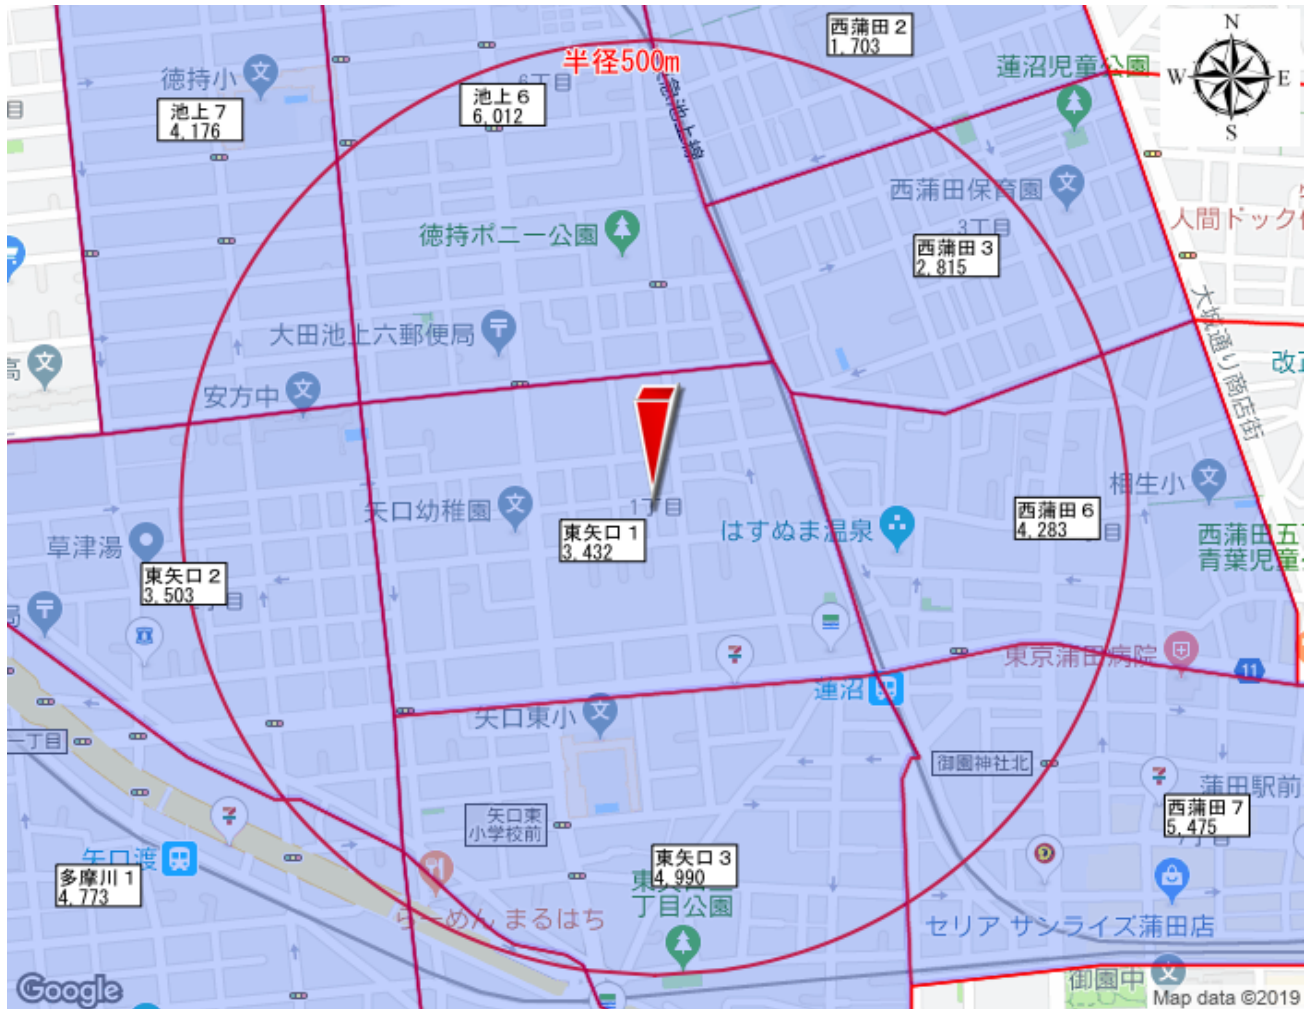 西蒲田２
1,703
N
W
E
S
半径500m
徳持小
池上７
4,176
6丁目
池上６
6,012
蓮沼児童公園
急池上線
目
西蒲田保育園
3丁目
西蒲田３
2,815
人間ドック
徳持ポニー公園
大城通り商店街
大田池上六郵便局
高
安方中
改正
矢口幼稚園
1丁目
東矢口１
3,432
はすぬま温泉
西蒲田６
4,283
目
相生小
西蒲田五
青葉児童
草津湯
東矢口２
3,503
目
局
東京蒲田病院
11
蓮沼
矢口東小
一丁目
御園神社北
蒲田駅前
西蒲田７
5,475
7丁目
矢口東
小学校前
矢口渡
多摩川１
4,773
東矢口３
4,990
丁目公園
らーめん まるはち
セリア サンライズ蒲田店
御園中
Google
Map data ©2019